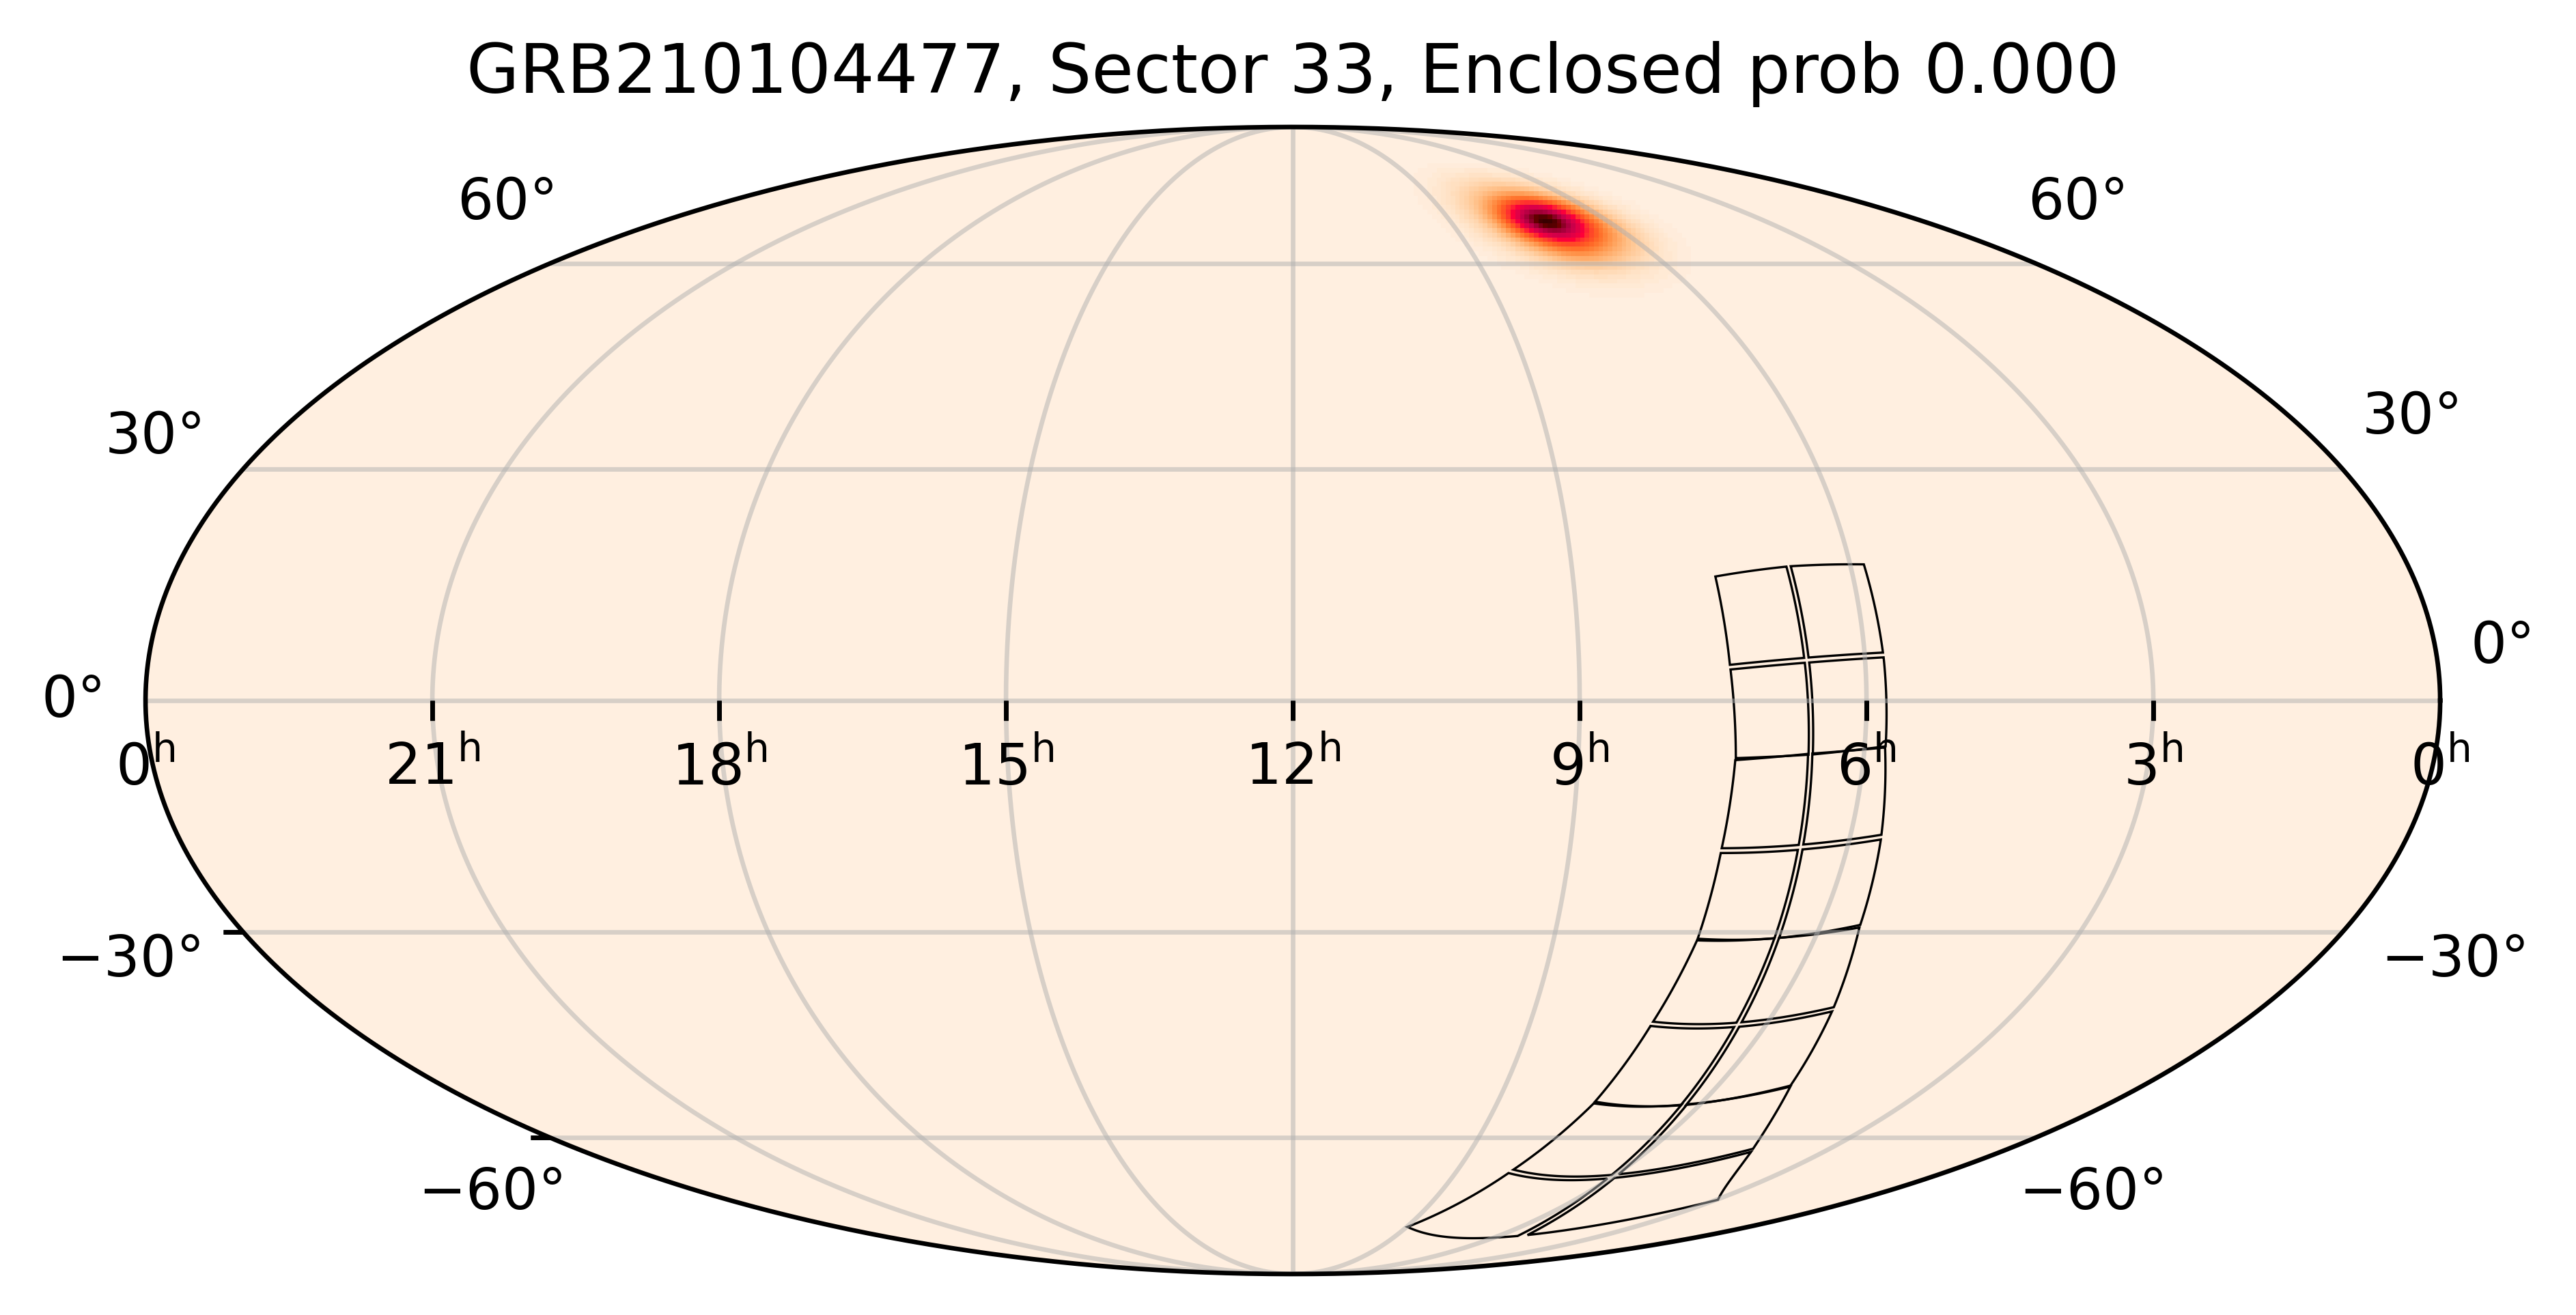 GRB210104477, Sector 33, Enclosed prob 0.000
60° 60°
30° 30°
0° 0°
0h 21h 18h 15h 12h 9h 6h 3h 0h
−30° −30°
−60° −60°